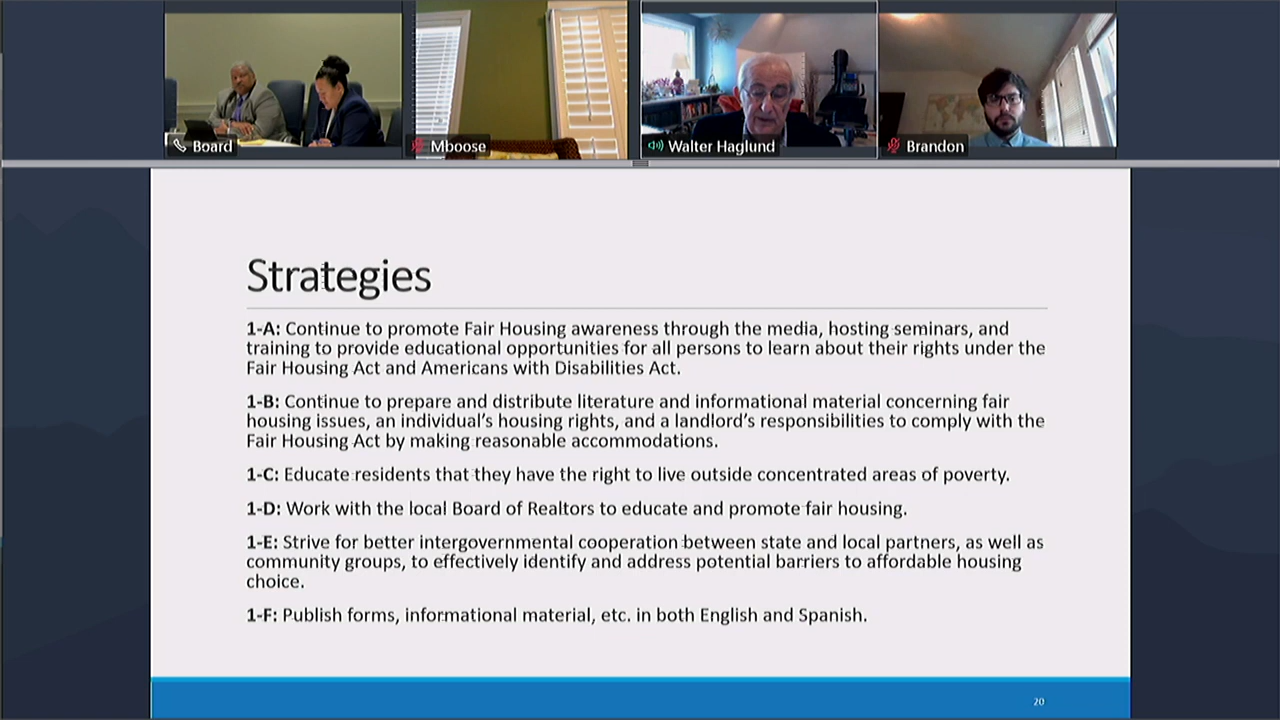 Board
Mboose
Walter Haglund
Brandon
Strategies
1-A: Continue to promote Fair Housing awareness through the media, hosting seminars, and
training to provide educational opportunities for all persons to learn about their rights under the
Fair Housing Act and Americans with Disabilities Act.
1-B: Continue to prepare and distribute literature and informational material concerning fair
housing issues, an individual’s housing rights, and a landlord’s responsibilities to comply with the
Fair Housing Act by making reasonable accommodations.
1-C: Educate residents that they have the right to live outside concentrated areas of poverty.
1-D: Work with the local Board of Realtors to educate and promote fair housing.
1-E: Strive for better intergovernmental cooperation between state and local partners, as well as
community groups, to effectively identify and address potential barriers to affordable housing
choice.
1-F: Publish forms, informational material, etc. in both English and Spanish.
20